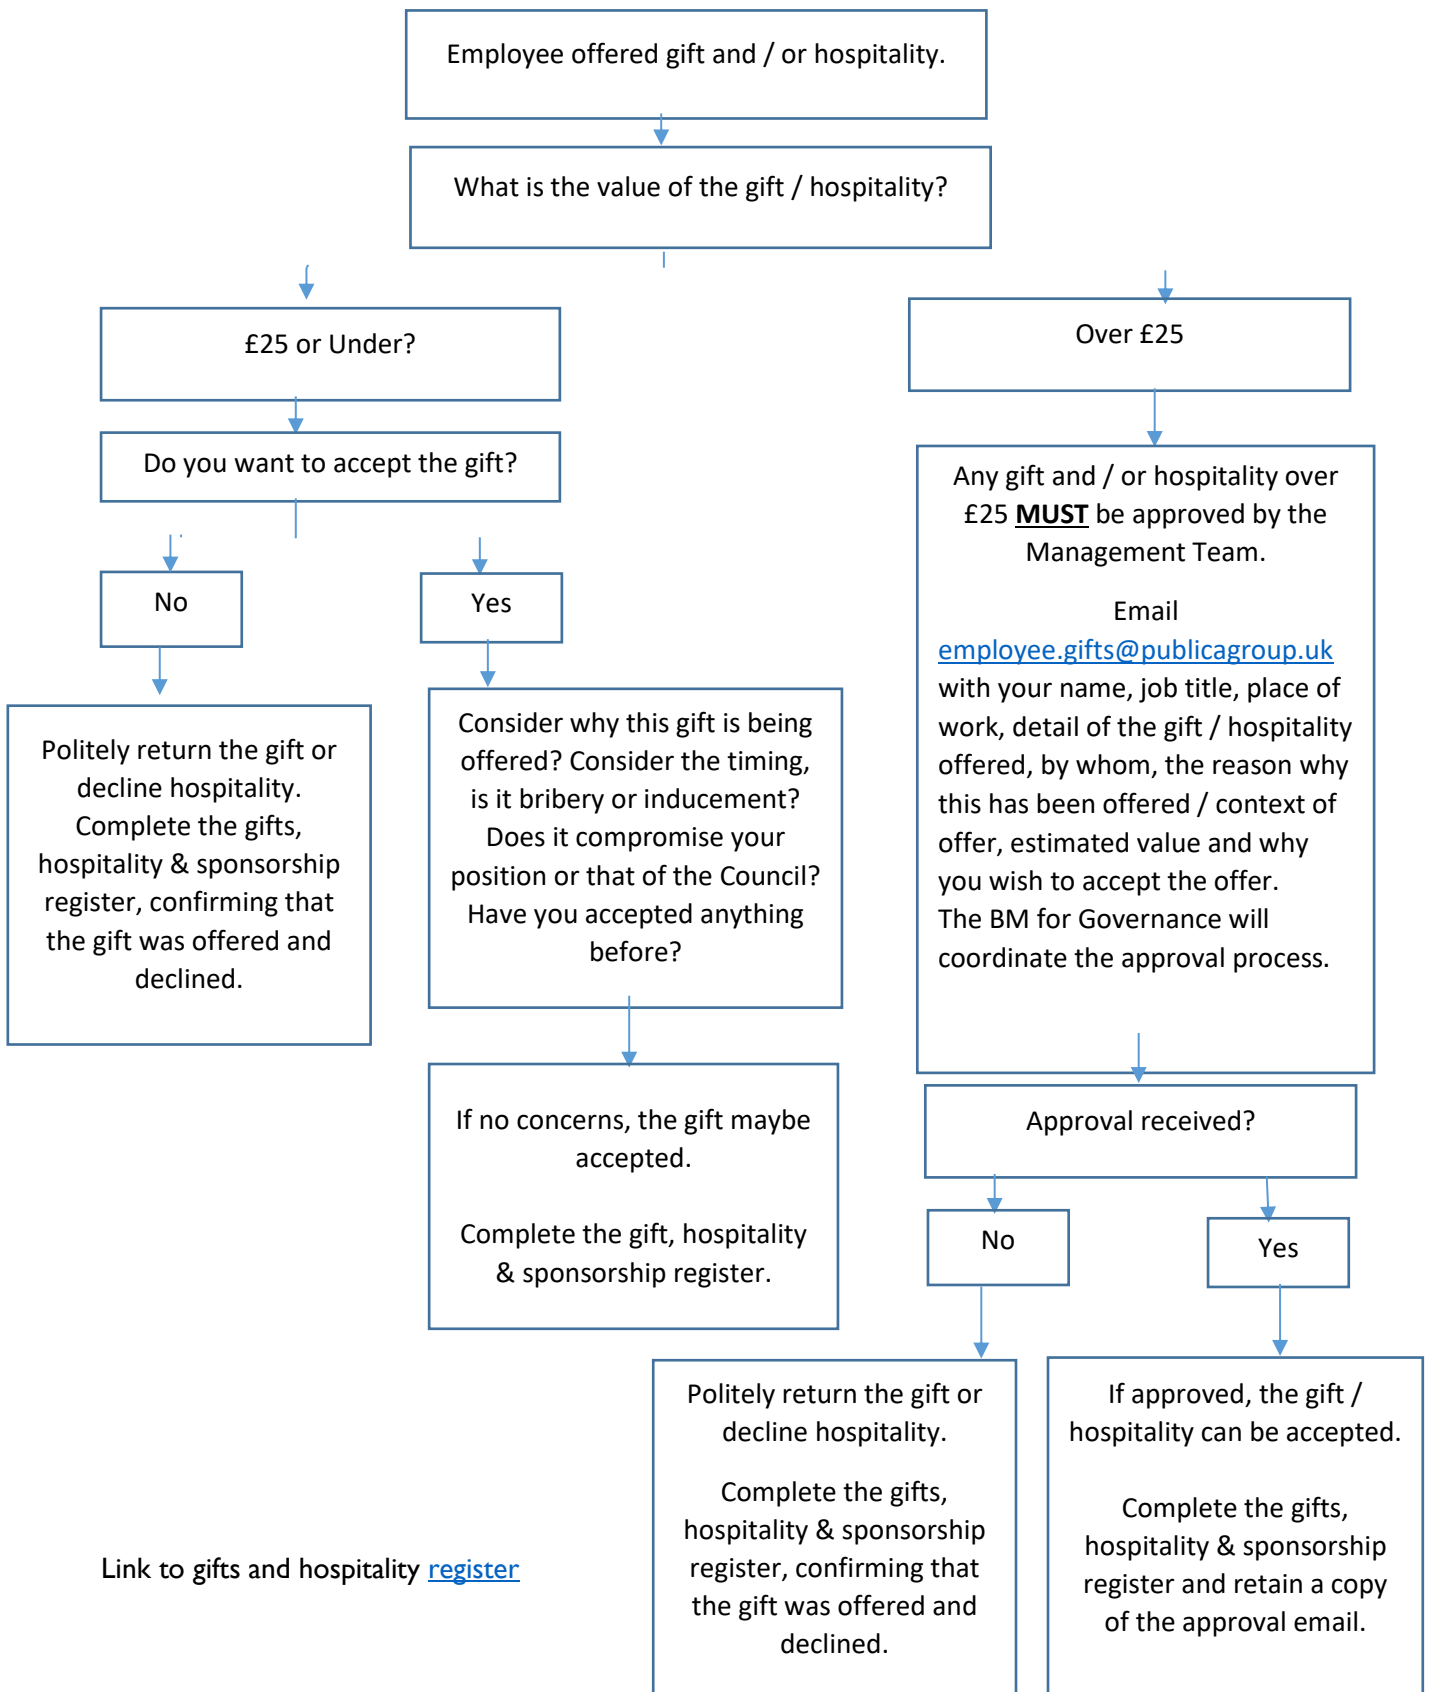 Employee offered gift and / or hospitality.
What is the value of the gift / hospitality?
£25 or Under?
Over £25
Do you want to accept the gift?
No
Yes
Politely return the gift or
decline hospitality.
Complete the gifts,
hospitality & sponsorship
register, confirming that
the gift was offered and
declined.
Consider why this gift is being
offered? Consider the timing,
is it bribery or inducement?
Does it compromise your
position or that of the Council?
Have you accepted anything
before?
If no concerns, the gift maybe
accepted.
Complete the gift, hospitality
& sponsorship register.
Any gift and / or hospitality over
£25 MUST be approved by the
Management Team.
Email
employee.gifts@publicagroup.uk
with your name, job title, place of
work, detail of the gift / hospitality
offered, by whom, the reason why
this has been offered / context of
offer, estimated value and why
you wish to accept the offer.
The BM for Governance will
coordinate the approval process.
Approval received?
No
Yes
Politely return the gift or
decline hospitality.
Complete the gifts,
hospitality & sponsorship
register, confirming that
the gift was offered and
declined.
If approved, the gift /
hospitality can be accepted.
Complete the gifts,
hospitality & sponsorship
register and retain a copy
of the approval email.
Link to gifts and hospitality register